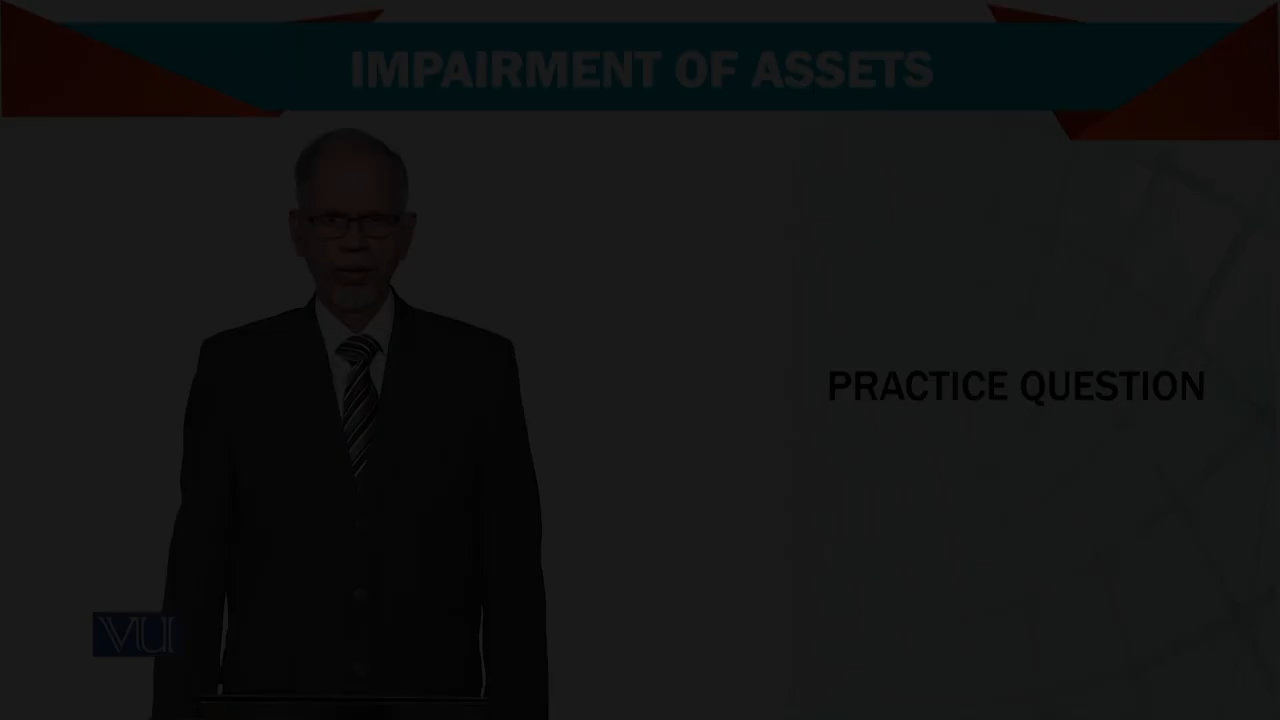 IMPAIRMENT OF ASSETS
PRACTICE QUESTION
VU